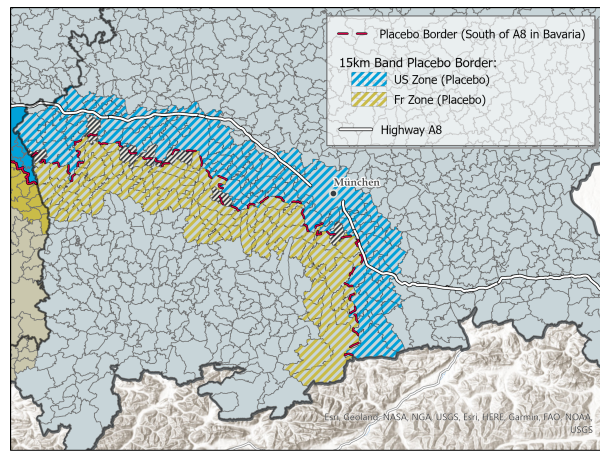 Placebo Border (South of A8 in Bavaria)
15km Band Placebo Border:
US Zone (Placebo)
Fr Zone (Placebo)
Highway A8
München
Esri, Geoland, NASA, NGA, USGS, Esri, HERE, Garmin, FAO, NOAA,
USGS